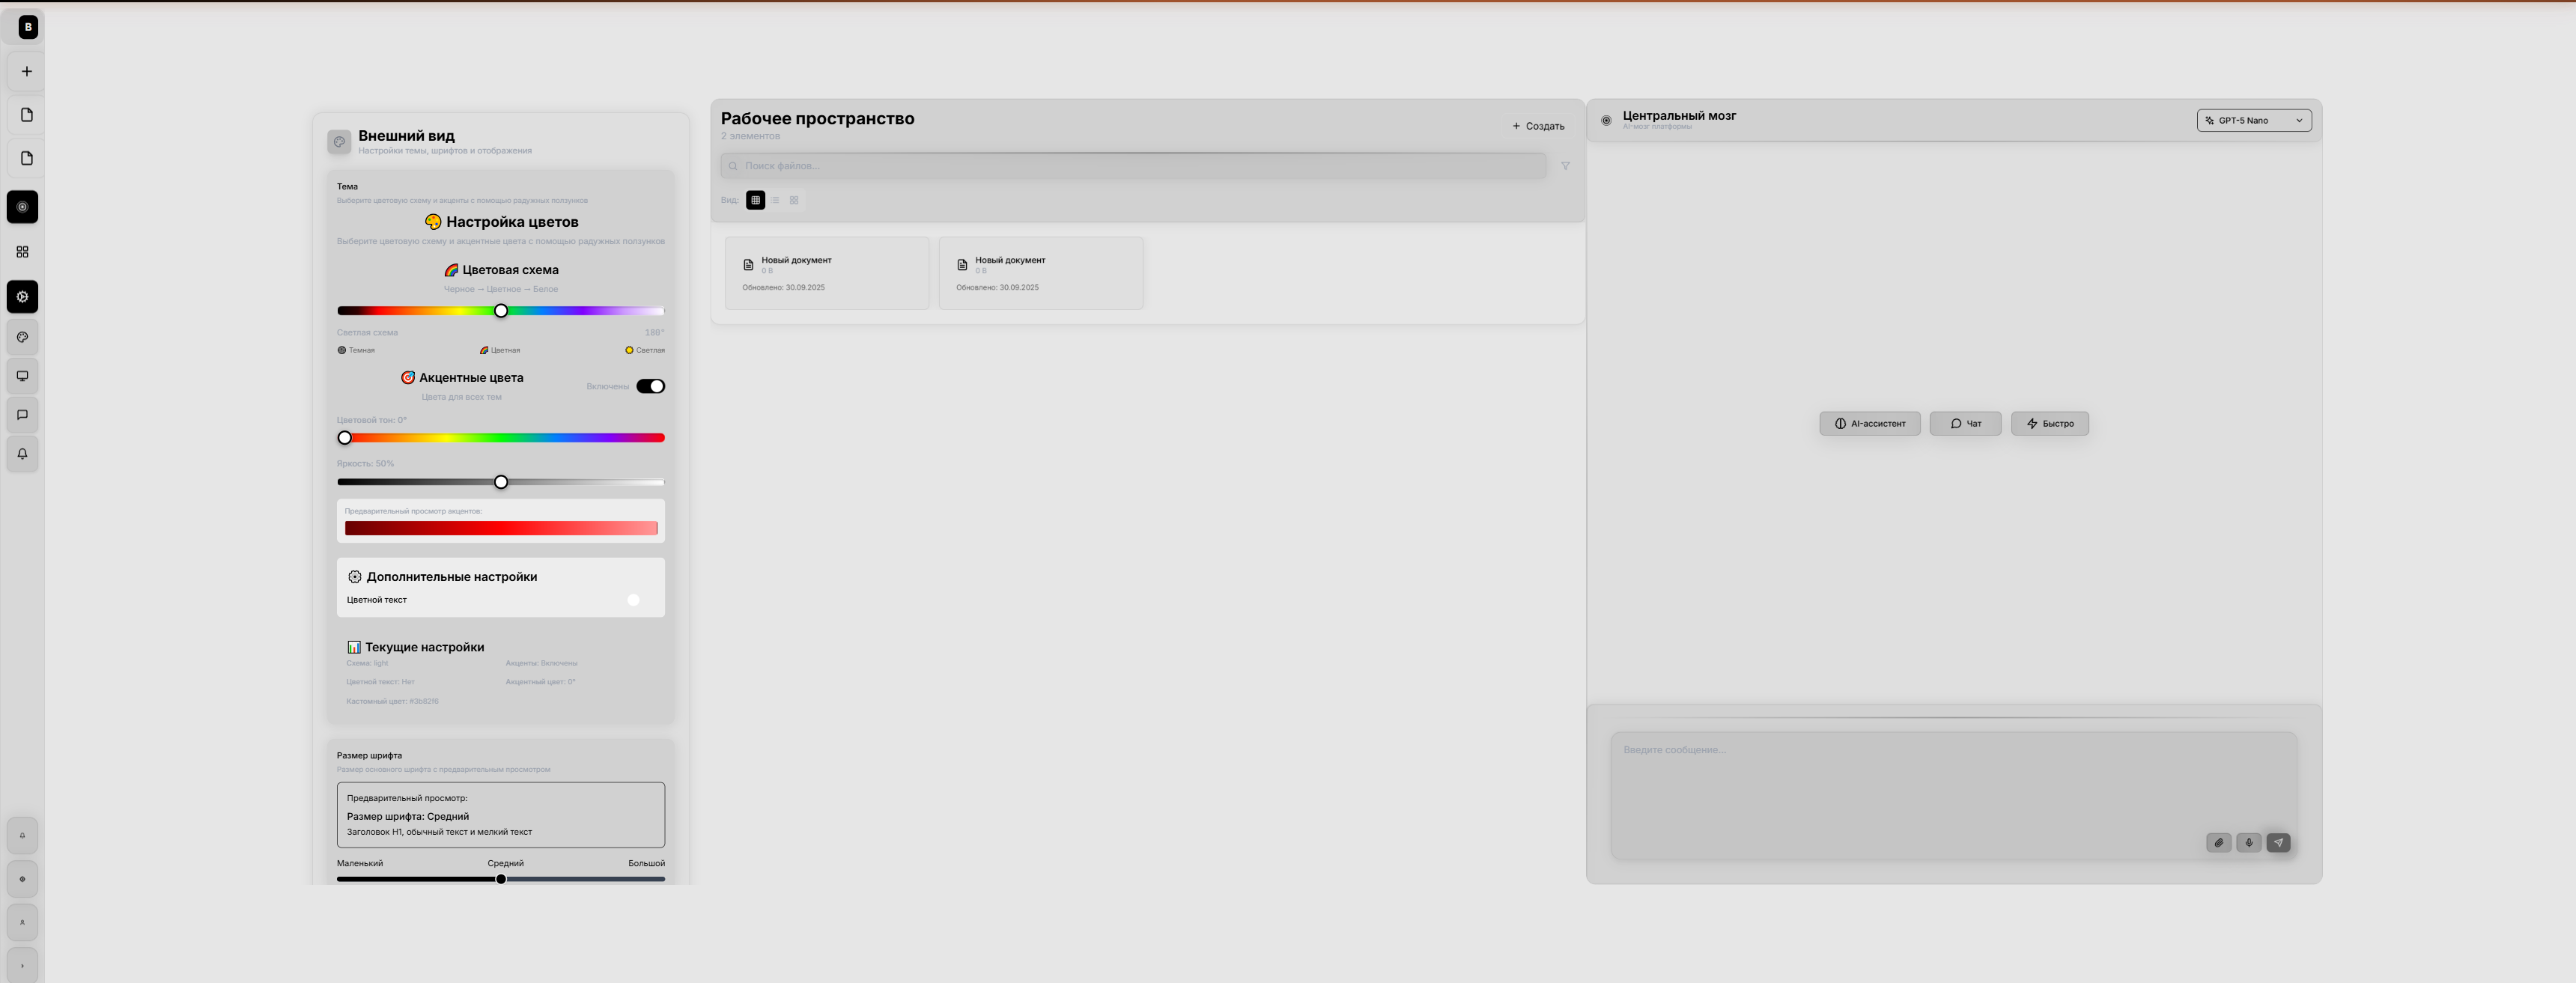 B
Внешний вид
Настройки темы, шрифтов и отображения
Тема
Выберите цветовую схему и акценты с помощью радужных ползунков
Настройка цветов
Выберите цветовую схему и акцентные цвета с помощью радужных ползунков
Цветовая схема
Черное → Цветное → Белое
Светлая схема
180°
Темная
Цветная
Светлая
Акцентные цвета
Включены
Цвета для всех тем
Цветовой тон: 0°
Яркость: 50%
Предварительный просмотр акцентов:
Дополнительные настройки
Цветной текст
Текущие настройки
Схема: light
Акценты: Включены
Цветной текст: Нет
Акцентный цвет: 0°
Кастомный цвет: #3b82f6
Размер шрифта
Размер основного шрифта с предварительным просмотром
Предварительный просмотр:
Размер шрифта: Средний
Заголовок H1, обычный текст и мелкий текст
Маленький
Средний
Большой
Рабочее пространство
2 элементов
+ Создать
Поиск файлов...
Вид:
Новый документ
0 B
Обновлено: 30.09.2025
Новый документ
0 B
Обновлено: 30.09.2025
Центральный мозг
AI-мозг платформы
GPT-5 Nano
AI-ассистент
Чат
Быстро
Введите сообщение...